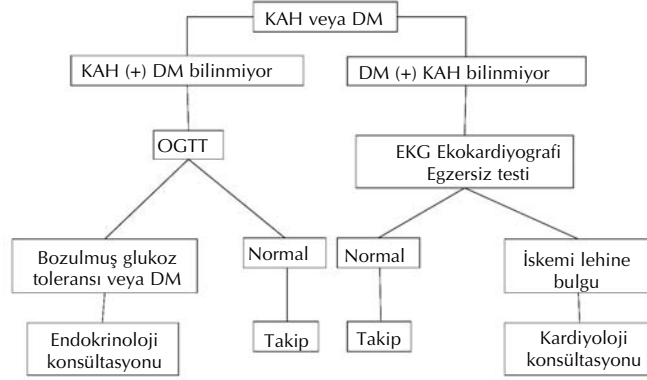 KAH veya DM
KAH (+) DM bilinmiyor
DM (+) KAH bilinmiyor
OGTT
EKG Ekokardiyografi
Egzersiz testi
Bozulmuş glukoz
toleransı veya DM
Normal
Normal
İskemi lehine
bulgu
Endokrinoloji
konsültasyonu
Takip
Takip
Kardiyoloji
konsültasyonu